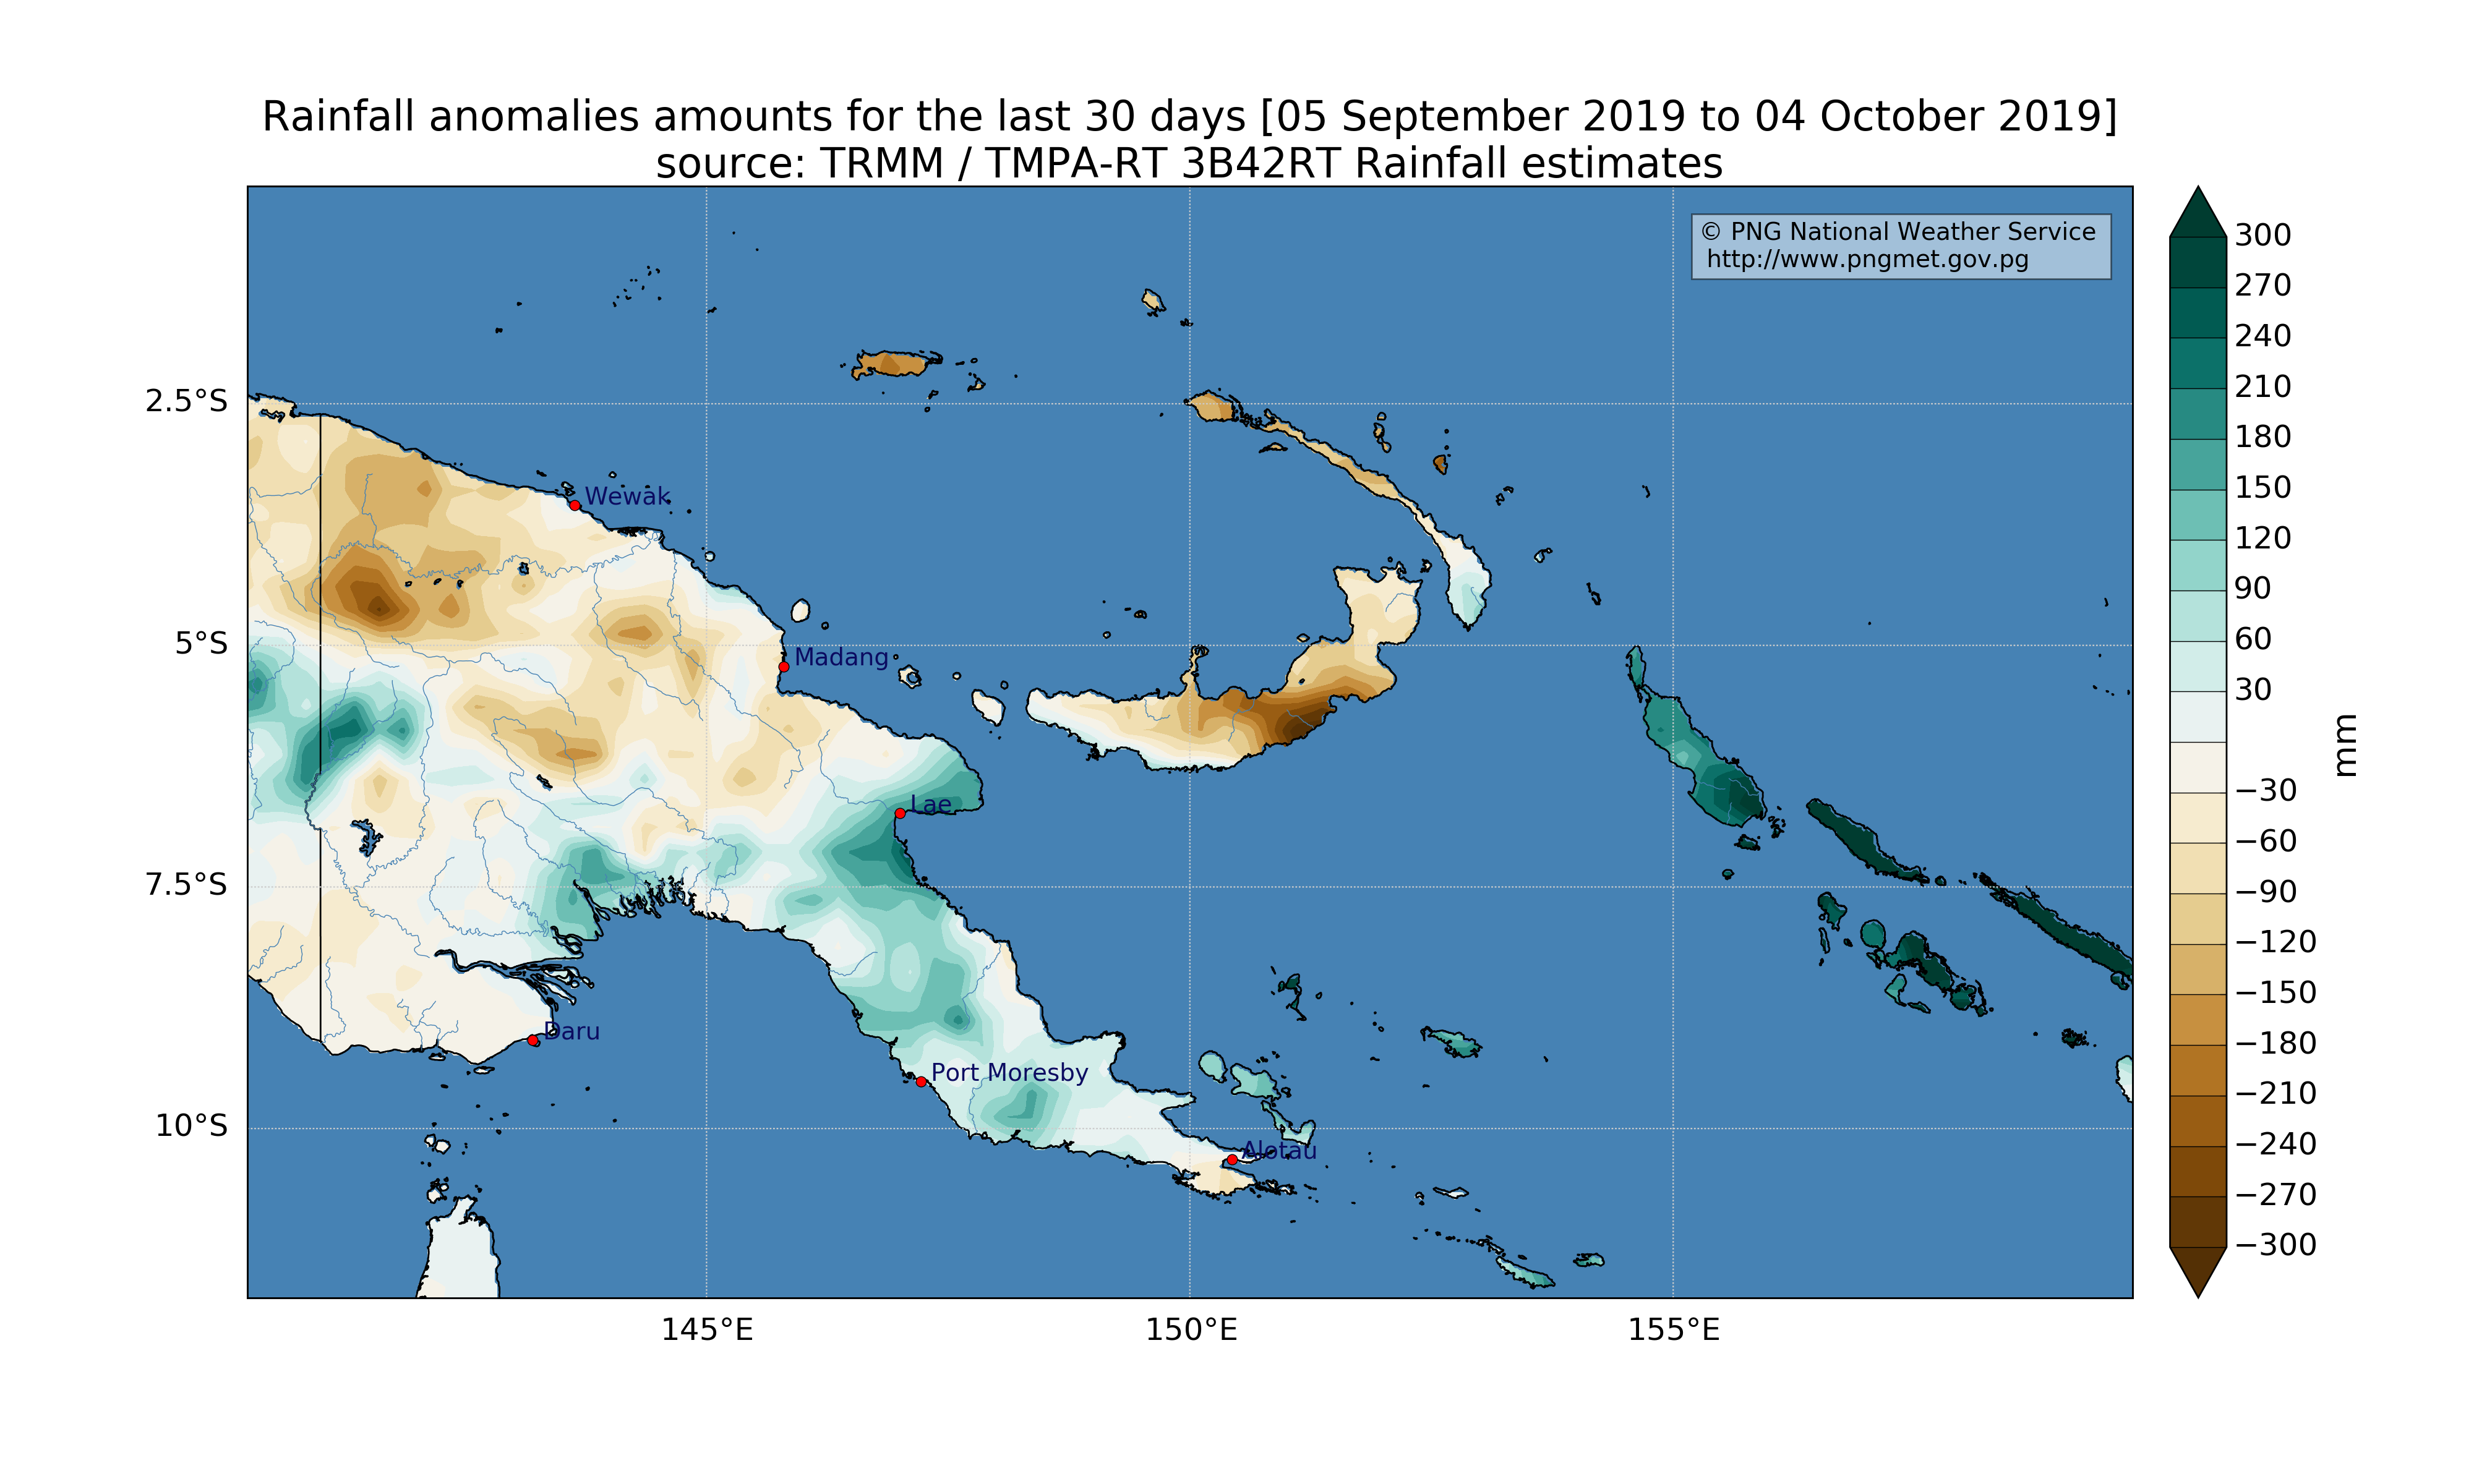 Rainfall anomalies amounts for the last 30 days [05 September 2019 to 04 October 2019]
source: TRMM / TMPA-RT 3B42RT Rainfall estimates
© PNG National Weather Service
http://www.pngmet.gov.pg
2.5°S
5°S
7.5°S
10°S
Wewak
Madang
Lae
Daru
Port Moresby
Alotau
145°E
150°E
155°E
300
270
240
210
180
150
120
90
60
30
−30
−60
−90
−120
−150
−180
−210
−240
−270
−300
mm